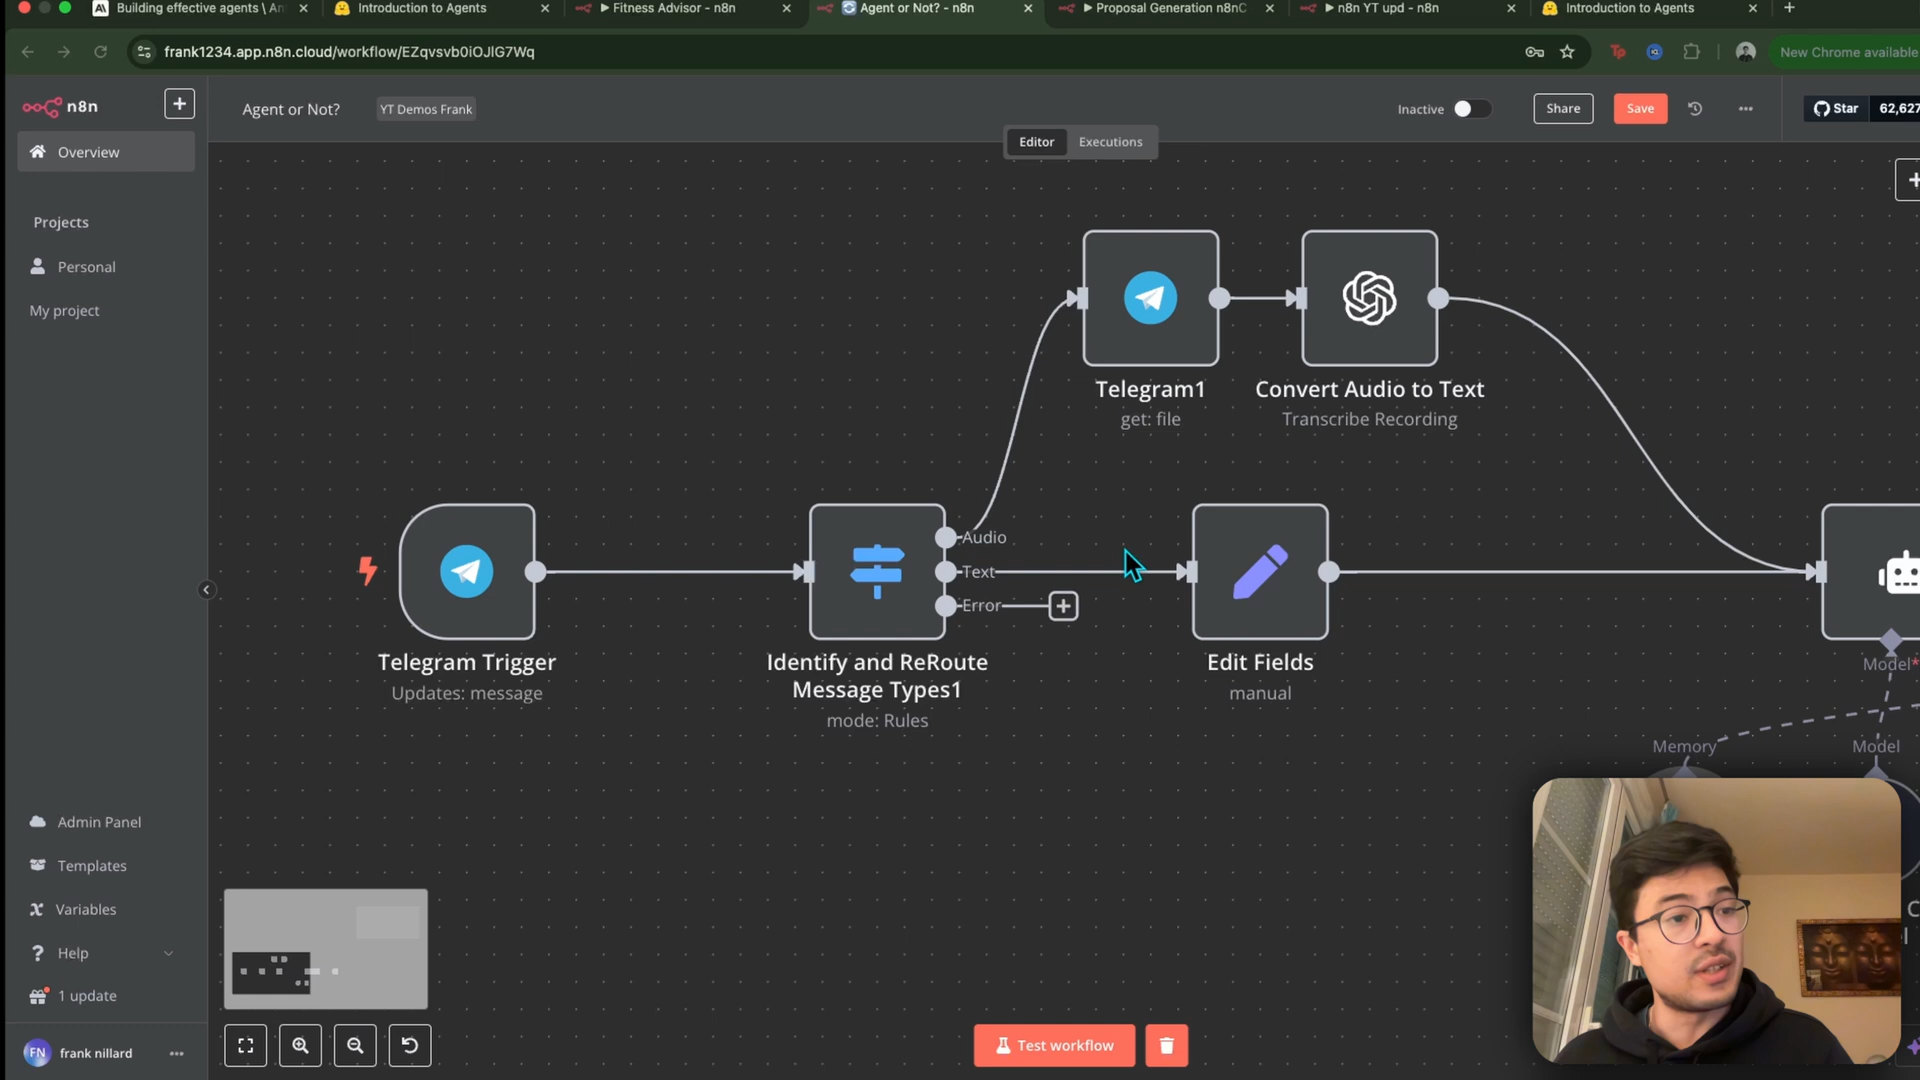 Building effective agents \ An
Introduction to Agents
Fitness Advisor - n8n
Agent or Not? - n8n
Proposal Generation n8nC
n8n YT upd - n8n
Introduction to Agents
frank1234.app.n8n.cloud/workflow/EZqvsvb0iOJlG7Wq
New Chrome available
n8n
Agent or Not?
YT Demos Frank
Inactive
Share
Save
Star
62,627
Editor
Executions
Overview
Projects
Personal
My project
Telegram1
get: file
Convert Audio to Text
Transcribe Recording
Audio
Text
Error
Telegram Trigger
Updates: message
Identify and ReRoute
Message Types1
mode: Rules
Edit Fields
manual
Model*
Memory
Model
Admin Panel
Templates
Variables
Help
1 update
FN
frank nillard
Test workflow